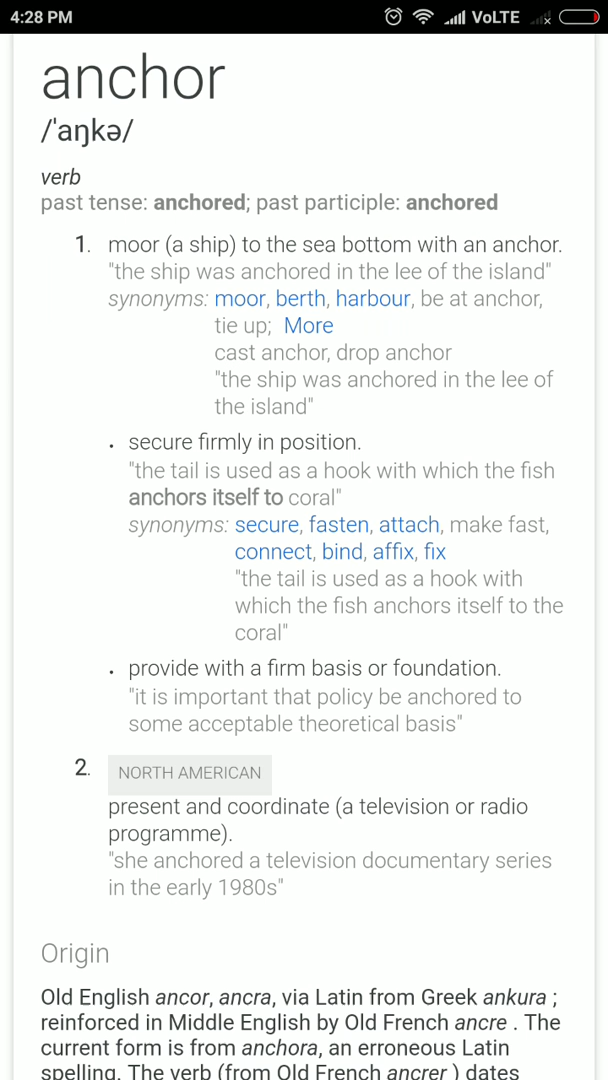 4:28 PM VoLTE
anchor
/ˈaŋkə/
verb
past tense: anchored; past participle: anchored
1. moor (a ship) to the sea bottom with an anchor.
"the ship was anchored in the lee of the island"
synonyms: moor, berth, harbour, be at anchor,
tie up; More
cast anchor, drop anchor
"the ship was anchored in the lee of
the island"
• secure firmly in position.
"the tail is used as a hook with which the fish
anchors itself to coral"
synonyms: secure, fasten, attach, make fast,
connect, bind, affix, fix
"the tail is used as a hook with
which the fish anchors itself to the
coral"
• provide with a firm basis or foundation.
"it is important that policy be anchored to
some acceptable theoretical basis"
2. NORTH AMERICAN
present and coordinate (a television or radio
programme).
"she anchored a television documentary series
in the early 1980s"
Origin
Old English ancor, ancra, via Latin from Greek ankura ;
reinforced in Middle English by Old French ancre . The
current form is from anchora, an erroneous Latin
spelling. The verb (from Old French ancrer ) dates